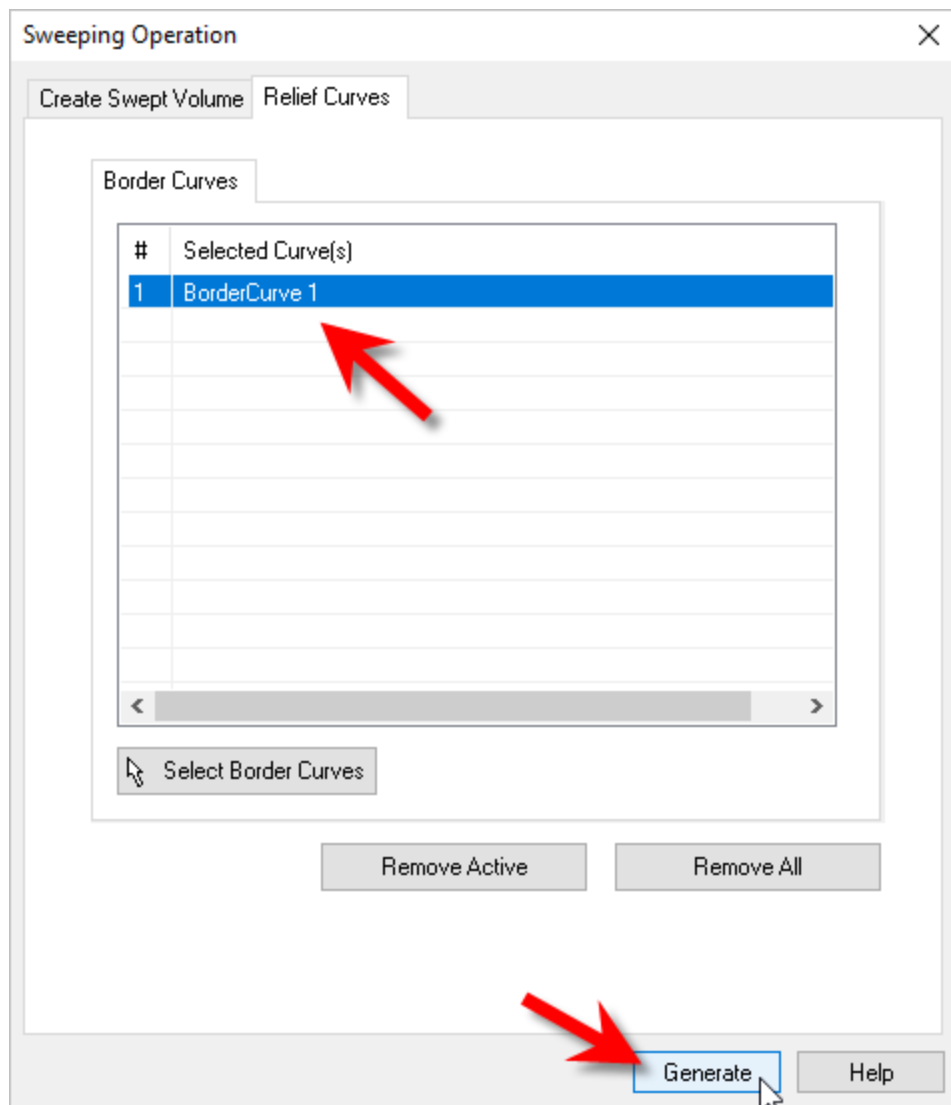 Sweeping Operation
Create Swept Volume Relief Curves
Border Curves
# Selected Curve(s)
1 BorderCurve 1
Select Border Curves
Remove Active Remove All
Generate Help